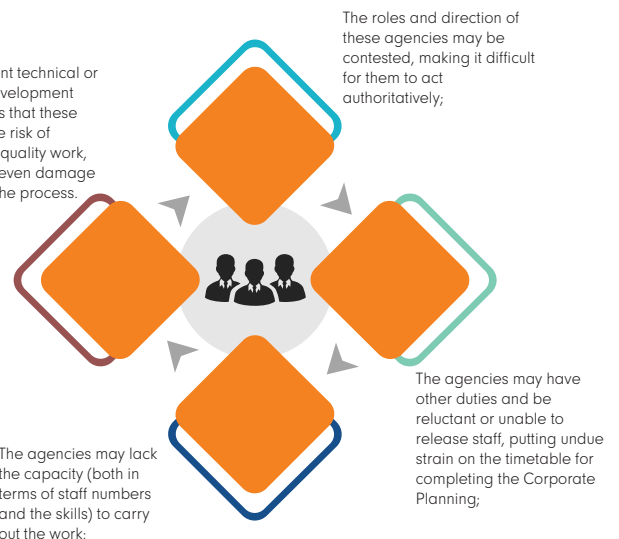 The roles and direction of
these agencies may be
contested, making it difficult
for them to act
authoritatively;
nt technical or
velopment
s that these
e risk of
quality work,
even damage
he process.
The agencies may have
other duties and be
reluctant or unable to
release staff, putting undue
strain on the timetable for
completing the Corporate
Planning;
The agencies may lack
the capacity (both in
terms of staff numbers
and the skills) to carry
out the work: